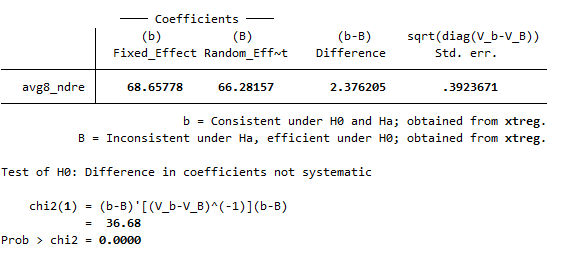 Coefficients
(b) (B) (b-B) sqrt(diag(V_b-V_B))
Fixed_Effect Random_Eff~t Difference Std. err.
avg8_ndre 68.65778 66.28157 2.376205 .3923671
b = Consistent under H0 and Ha; obtained from xtreg.
B = Inconsistent under Ha, efficient under H0; obtained from xtreg.
Test of H0: Difference in coefficients not systematic
chi2(1) = (b-B)'[(V_b-V_B)^(-1)](b-B)
= 36.68
Prob > chi2 = 0.0000